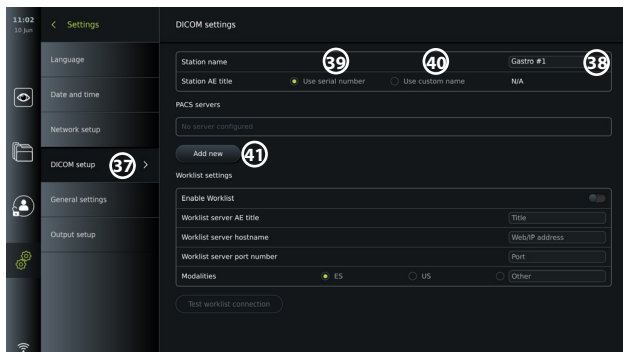 11:02
10 Jun
Settings
DICOM settings
Language
Date and time
Network setup
DICOM setup 37
General settings
Output setup
Station name 39 40 Gastro #1 38
Station AE title Use serial number Use custom name N/A
PACS servers
No server configured
Add new 41
Worklist settings
Enable Worklist
Worklist server AE title Title
Worklist server hostname Web/IP address
Worklist server port number Port
Modalities ES US Other
Test worklist connection